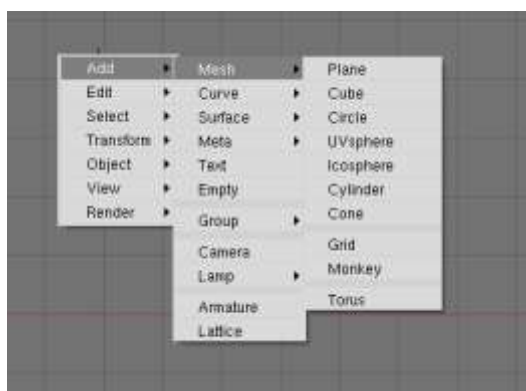 Add
Edit
Select
Transform
Object
View
Render
Mesh
Curve
Surface
Meta
Text
Empty
Group
Camera
Lamp
Armature
Lattice
Plane
Cube
Circle
UVsphere
Icosphere
Cylinder
Cone
Grid
Monkey
Torus